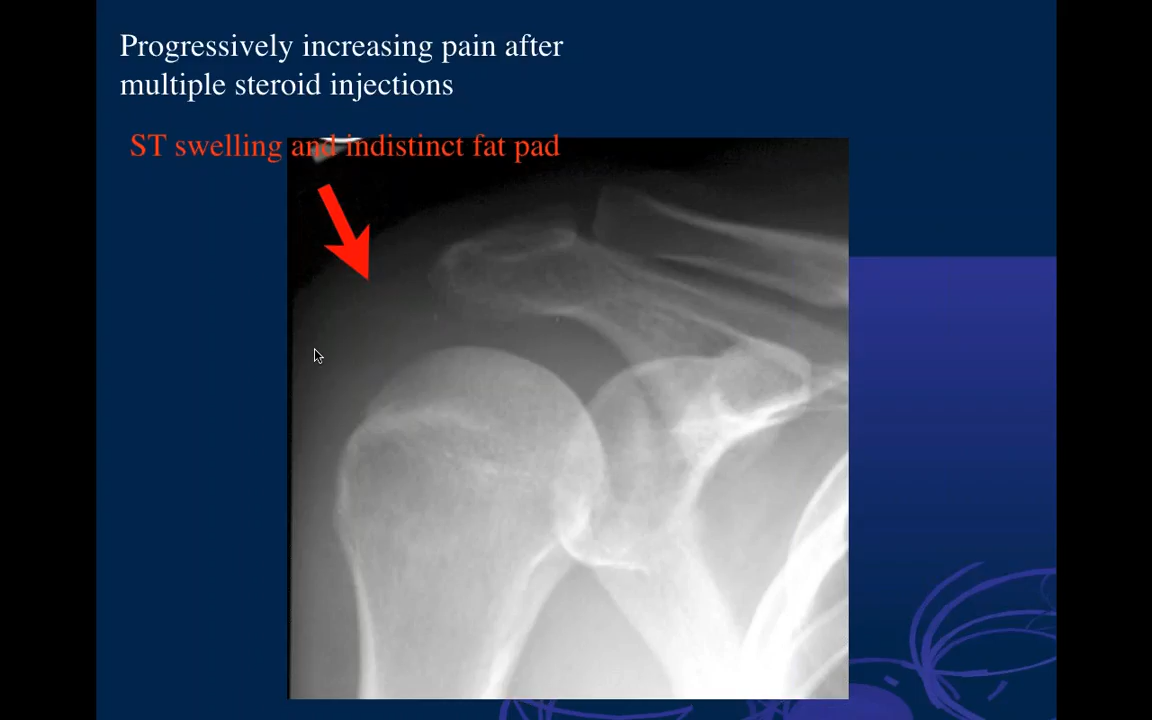 Progressively increasing pain after
multiple steroid injections
ST swelling and indistinct fat pad